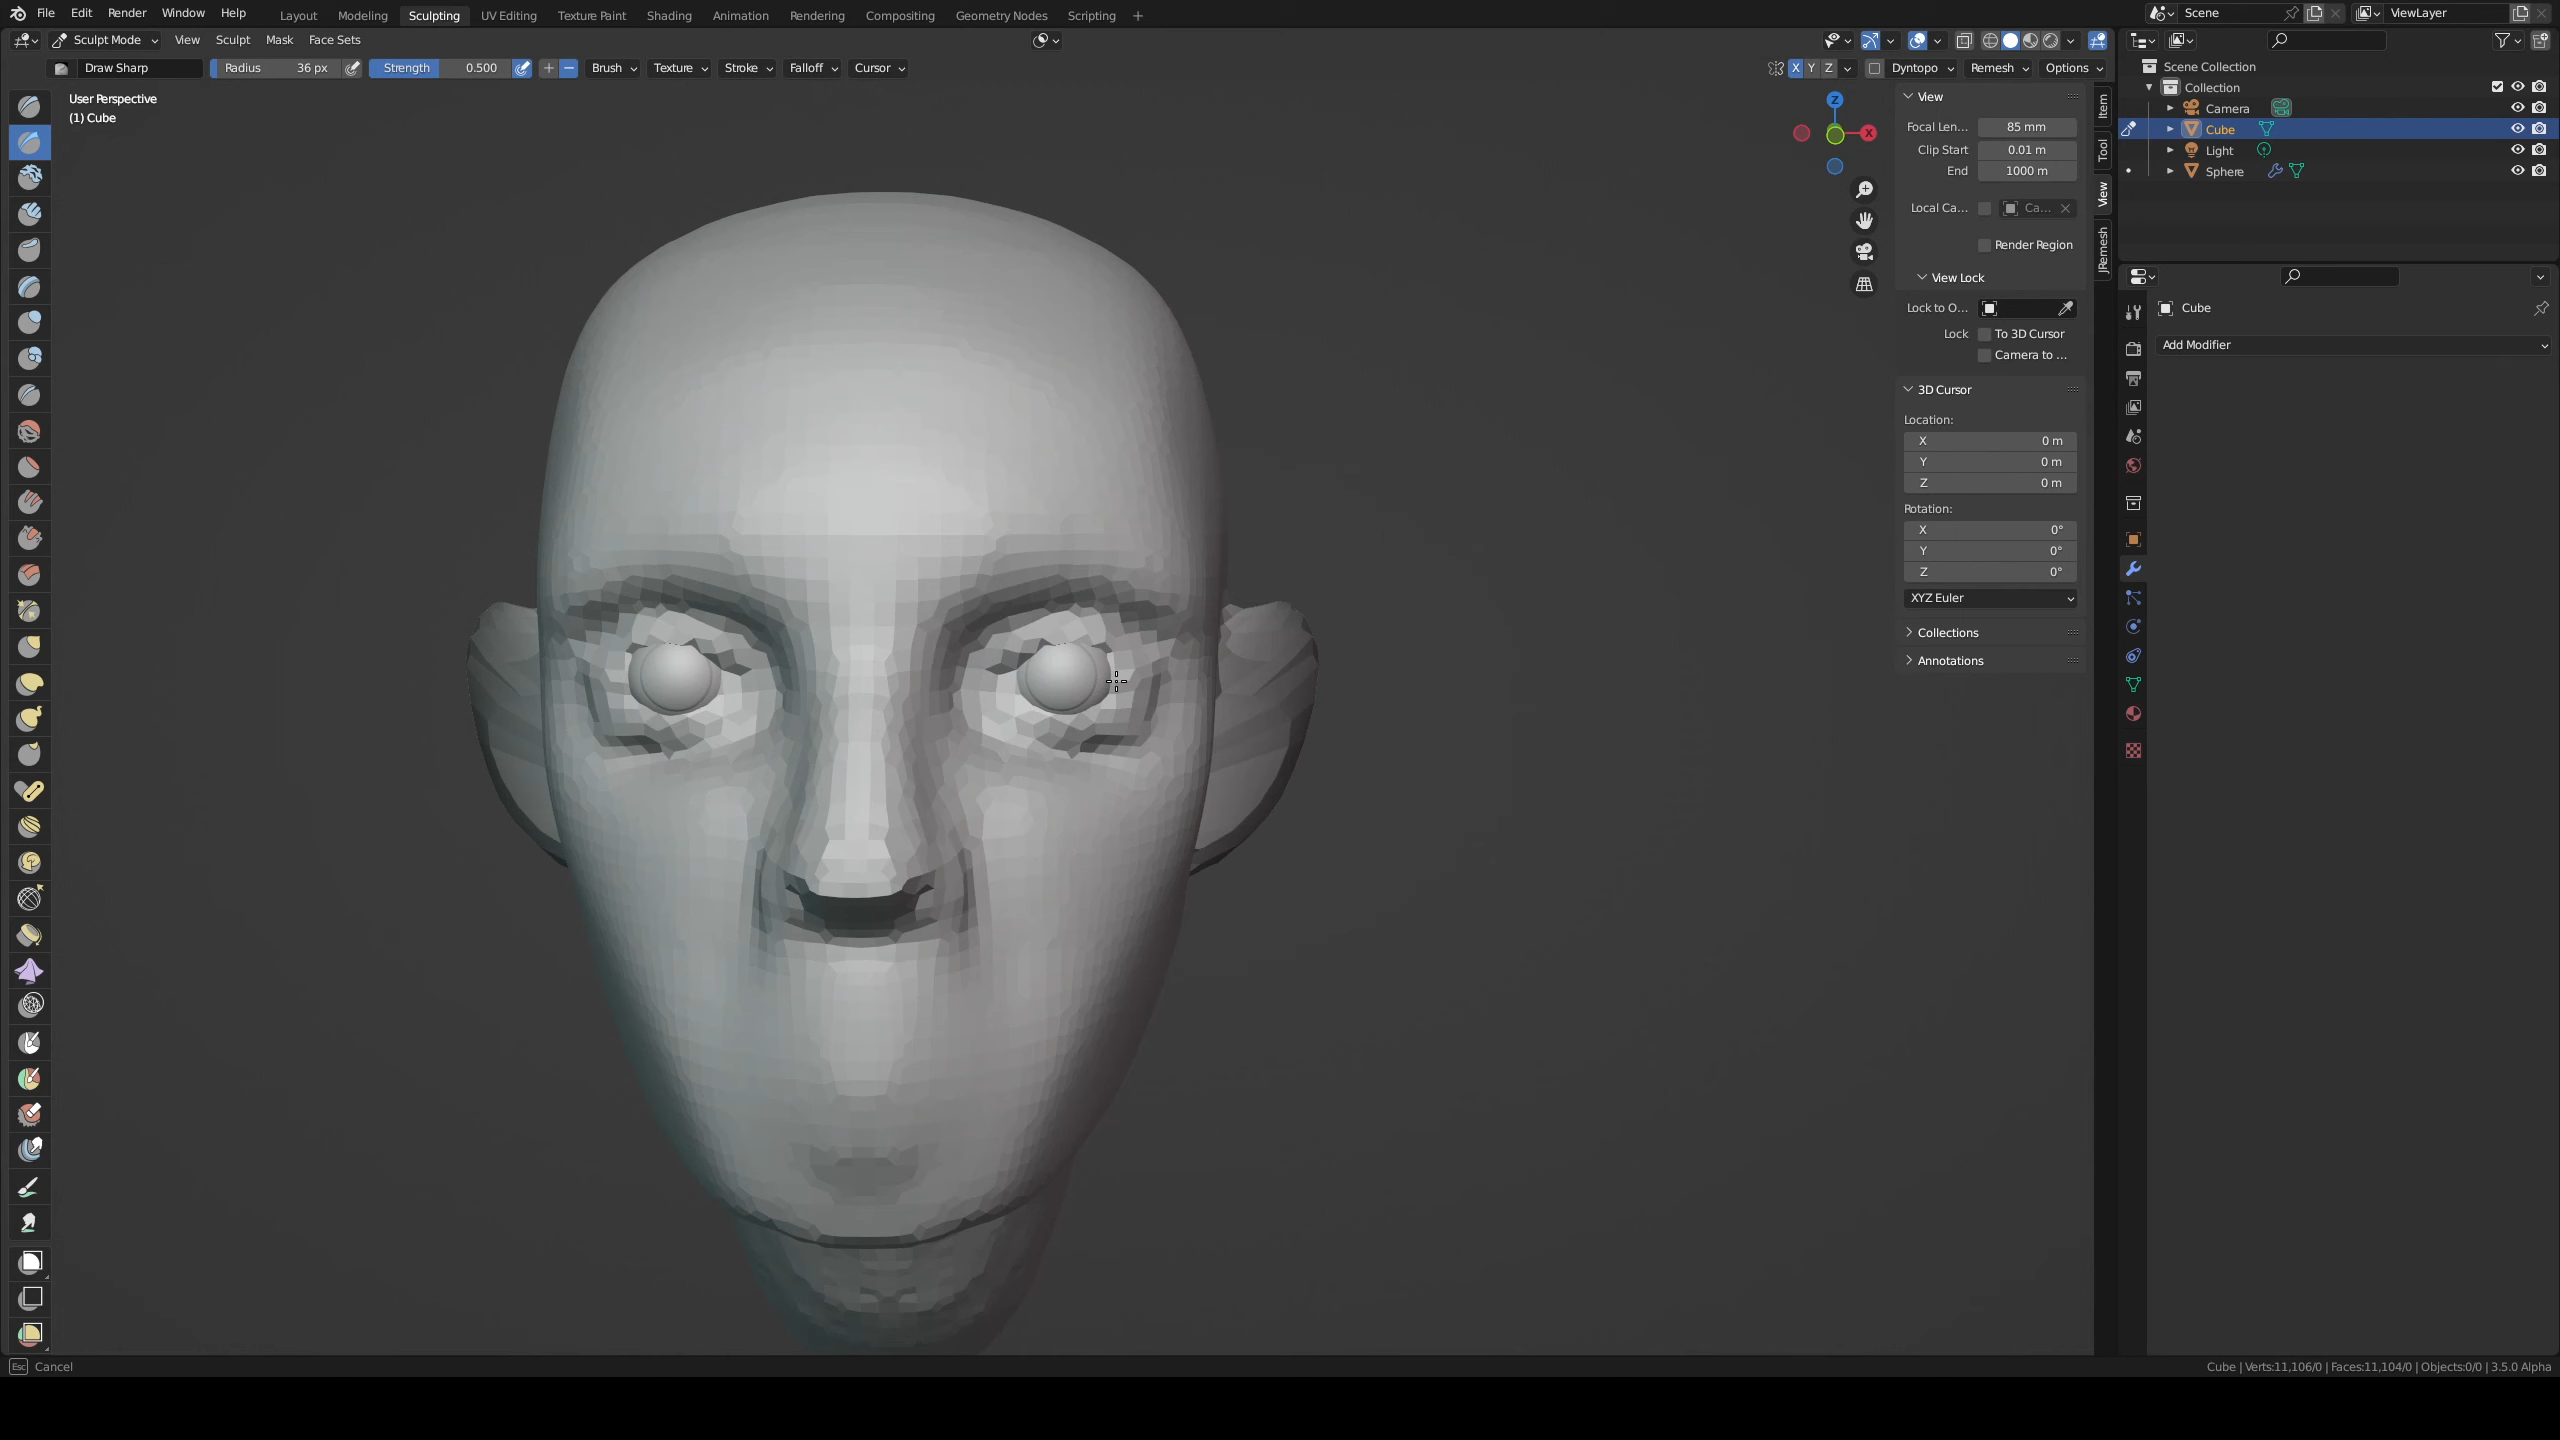 File Edit Render Window Help Layout Modeling Sculpting UV Editing Texture Paint Shading Animation Rendering Compositing Geometry Nodes Scripting + Scene ViewLayer
Sculpt Mode View Sculpt Mask Face Sets
Draw Sharp Radius 36 px Strength 0.500 + − Brush Texture Stroke Falloff Cursor X Y Z Dyntopo Remesh Options
User Perspective
(1) Cube
Z
X
View
Focal Len... 85 mm
Clip Start 0.01 m
End 1000 m
Local Ca... Ca...
Render Region
View Lock
Lock to O...
Lock To 3D Cursor
Camera to ...
3D Cursor
Location:
X 0 m
Y 0 m
Z 0 m
Rotation:
X 0°
Y 0°
Z 0°
XYZ Euler
Collections
Annotations
Item
Tool
View
JRemesh
Scene Collection
Collection
Camera
Cube
Light
Sphere
Cube
Add Modifier
Esc Cancel
Cube | Verts:11,106/0 | Faces:11,104/0 | Objects:0/0 | 3.5.0 Alpha